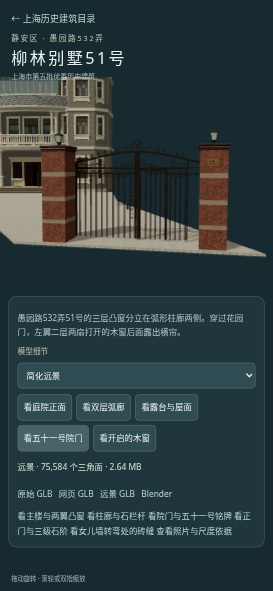 ← 上海历史建筑目录
静安区 · 愚园路532弄
柳林别墅51号
上海市第五批优秀历史建筑
愚园路532弄51号的三层凸窗分立在弧形柱廊两侧。穿过花园
门，左翼二层两扇打开的木窗后面露出横帘。
模型细节
简化远景
看庭院正面 看双层弧廊 看露台与屋面
看五十一号院门 看开启的木窗
远景 · 75,584 个三角面 · 2.64 MB
原始 GLB 网页 GLB 远景 GLB Blender
看主楼与两翼凸窗 看柱廊与石栏杆 看院门与五十一号铭牌 看正
门与三级石阶 看女儿墙转弯处的砖缝 查看照片与尺度依据
拖动旋转 · 滚轮或双指缩放